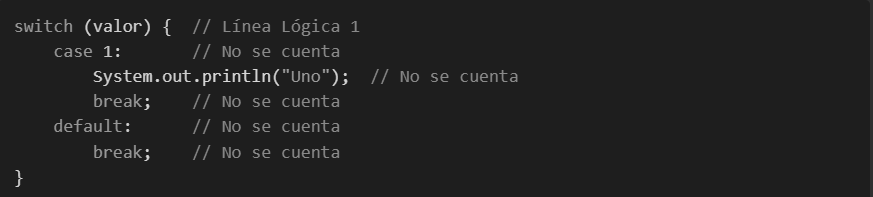 switch (valor) {  // Línea Lógica 1
    case 1:       // No se cuenta
        System.out.println("Uno");  // No se cuenta
        break;    // No se cuenta
    default:      // No se cuenta
        break;    // No se cuenta
}